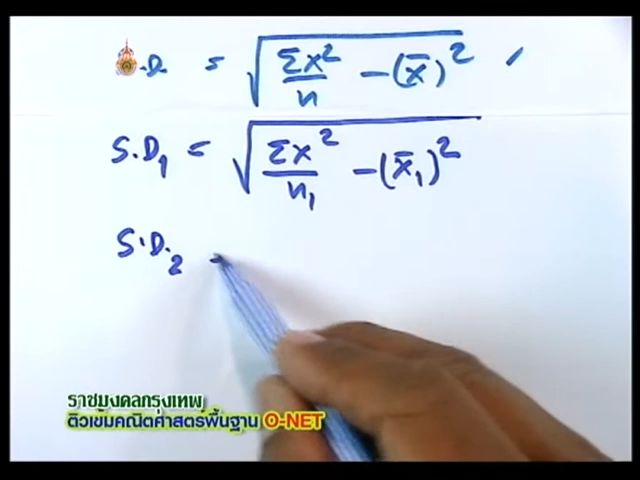 S.D. = √(Σx²/n - (x̄)²)
S.D₁ = √(Σx²/n₁ - (x̄₁)²)
S.D.₂ =
ราชมงคลกรุงเทพ
ติวเข้มคณิตศาสตร์พื้นฐาน O-NET